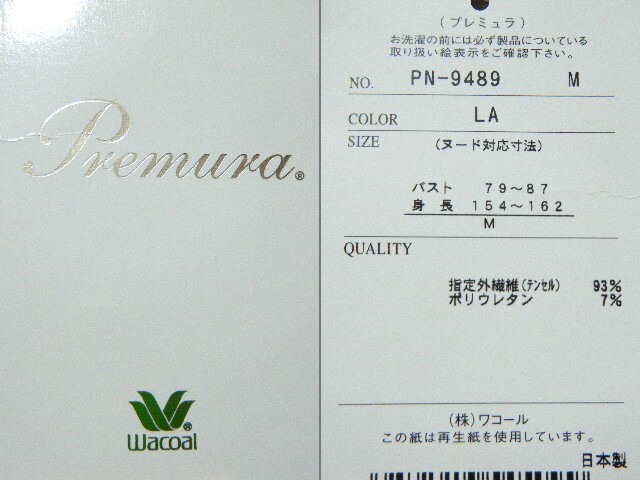 Premura®
Wacoal®
(プレミュラ)
お洗濯の前には必ず製品についている
取り扱い絵表示をご確認下さい。
NO. PN-9489 M
COLOR LA
SIZE (ヌード対応寸法)
バスト 79～87
身長 154～162
M
QUALITY
指定外繊維(テンセル) 93%
ポリウレタン 7%
(株)ワコール
この紙は再生紙を使用しています。
日本製